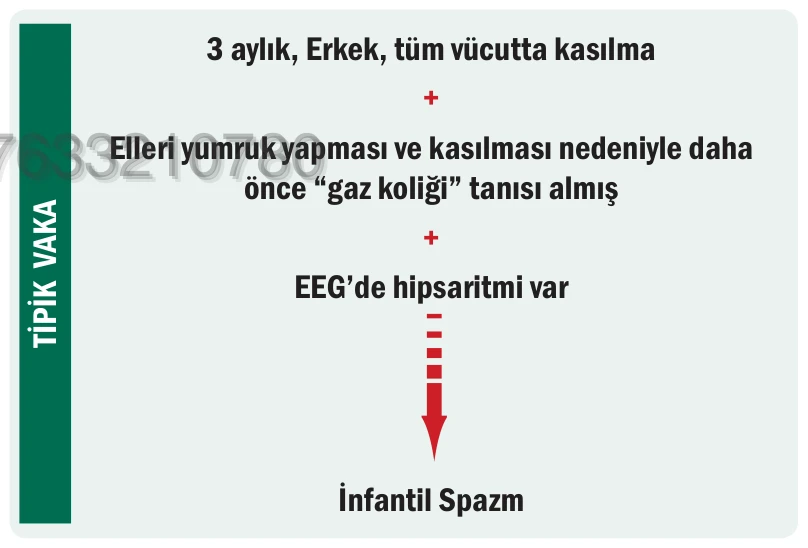 3 aylık, Erkek, tüm vücutta kasılma
+
Elleri yumruk yapması ve kasılması nedeniyle daha
önce “gaz koliği” tanısı almış
+
EEG’de hipsaritmi var
İnfantil Spazm
TİPİK VAKA
7633210780